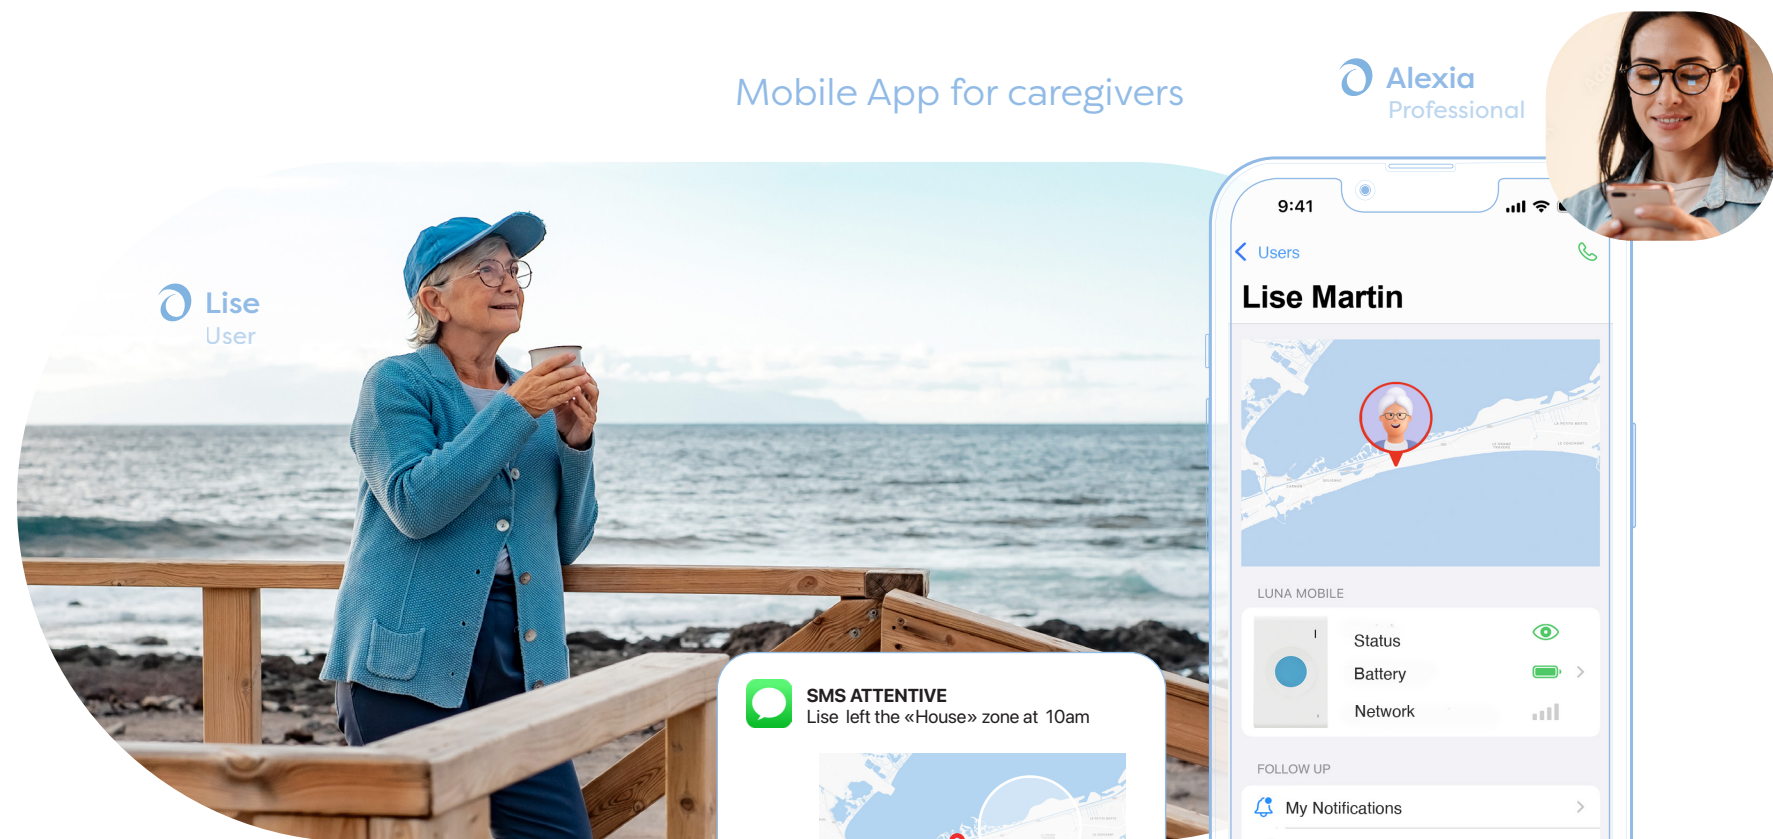 Mobile App for caregivers
Alexia
Professional
Lise
User
9:41
Users
Lise Martin
LUNA MOBILE
Status
Battery
Network
FOLLOW UP
My Notifications
SMS ATTENTIVE
Lise left the «House» zone at 10am